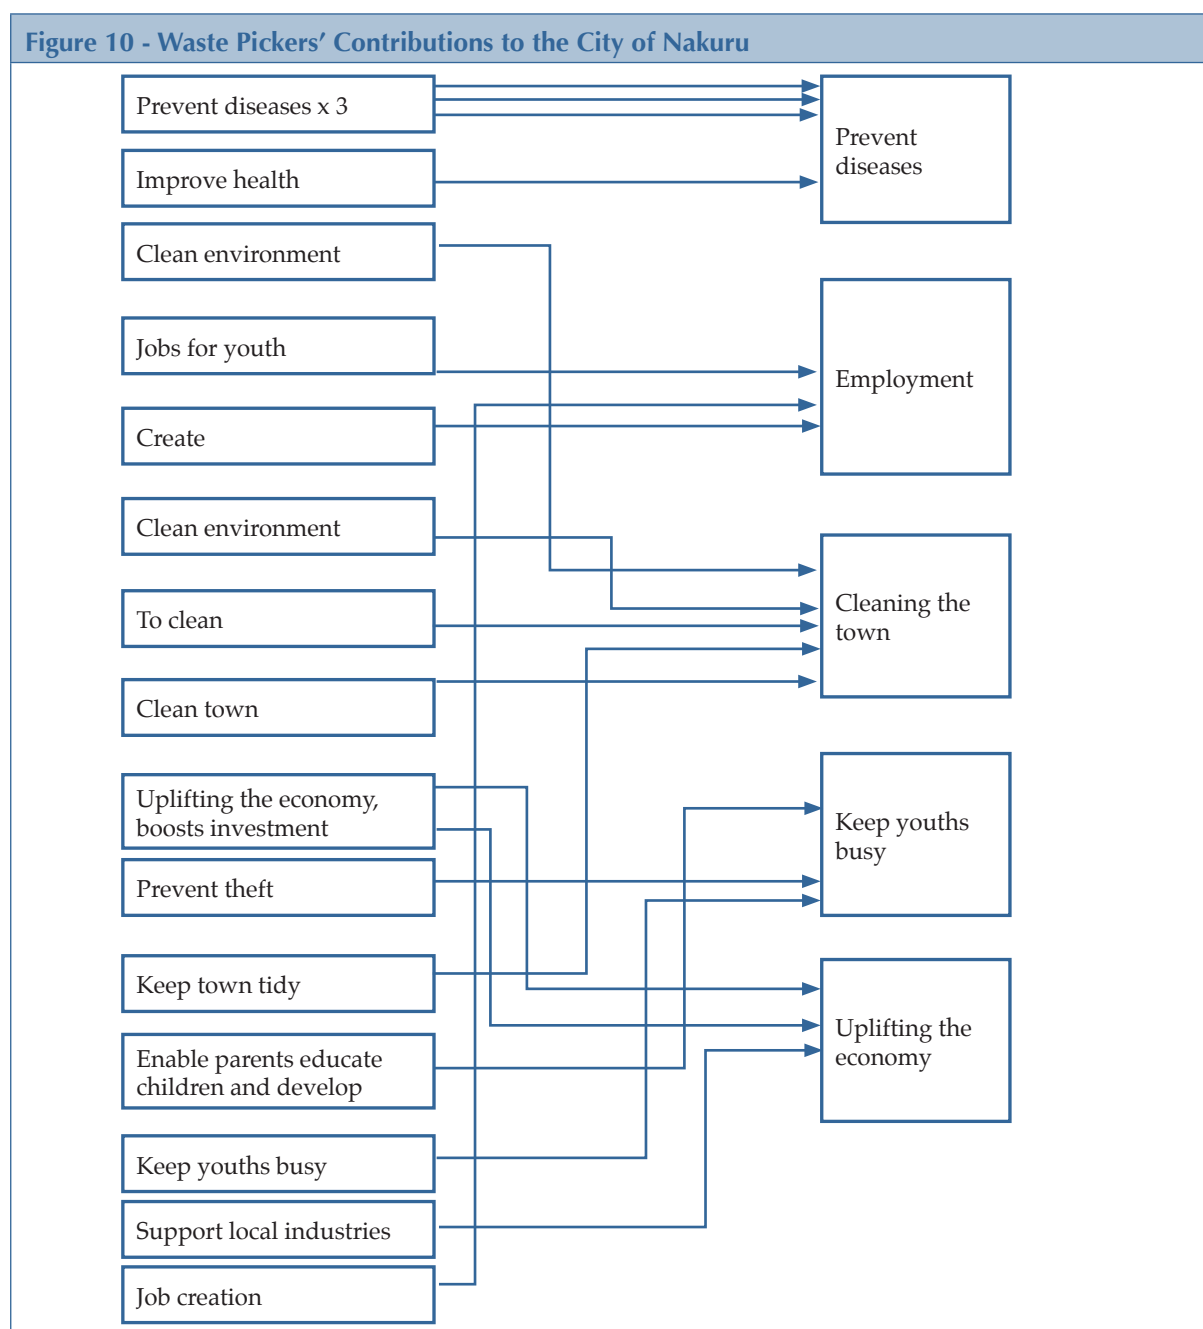 Figure 10 - Waste Pickers’ Contributions to the City of Nakuru
Prevent diseases x 3
Improve health
Clean environment
Jobs for youth
Create
Clean environment
To clean
Clean town
Uplifting the economy,
boosts investment
Prevent theft
Keep town tidy
Enable parents educate
children and develop
Keep youths busy
Support local industries
Job creation
Prevent
diseases
Employment
Cleaning the
town
Keep youths
busy
Uplifting the
economy